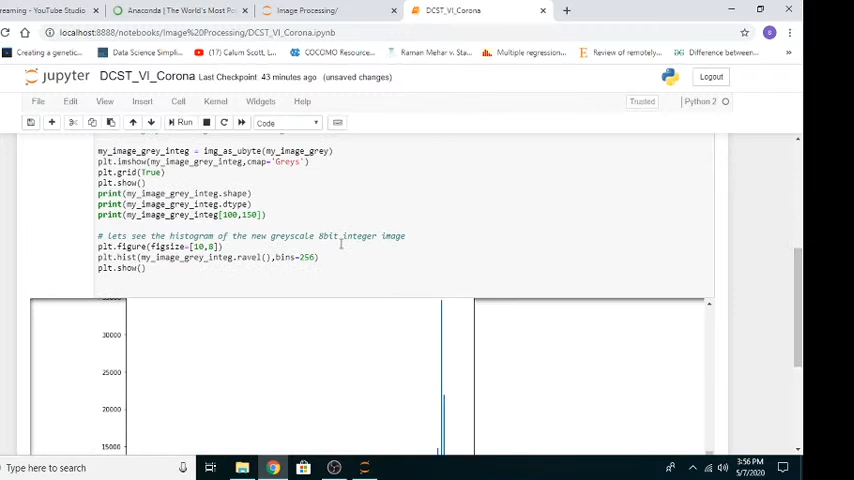 reaming - YouTube Studio
Anaconda | The World's Most Po
Image Processing/
DCST_VI_Corona
localhost:8888/notebooks/Image%20Processing/DCST_VI_Corona.ipynb
Creating a genetic...
Data Science Simpl...
(17) Calum Scott, L...
COCOMO Resource...
Raman Mehar vs. Ma...
Multiple regression...
Review of remotely...
Difference between...
jupyter DCST_VI_Corona Last Checkpoint: 43 minutes ago (unsaved changes)
Logout
File Edit View Insert Cell Kernel Widgets Help
Trusted
Python 2
Run
Code
my_image_grey_integ = img_as_ubyte(my_image_grey)
plt.imshow(my_image_grey_integ,cmap='Greys')
plt.grid(True)
plt.show()
print(my_image_grey_integ.shape)
print(my_image_grey_integ.dtype)
print(my_image_grey_integ[100,150])
# lets see the histogram of the new greyscale 8bit integer image
plt.figure(figsize=[10,8])
plt.hist(my_image_grey_integ.ravel(),bins=256)
plt.show()
30000
25000
20000
15000
Type here to search
3:56 PM
5/7/2020